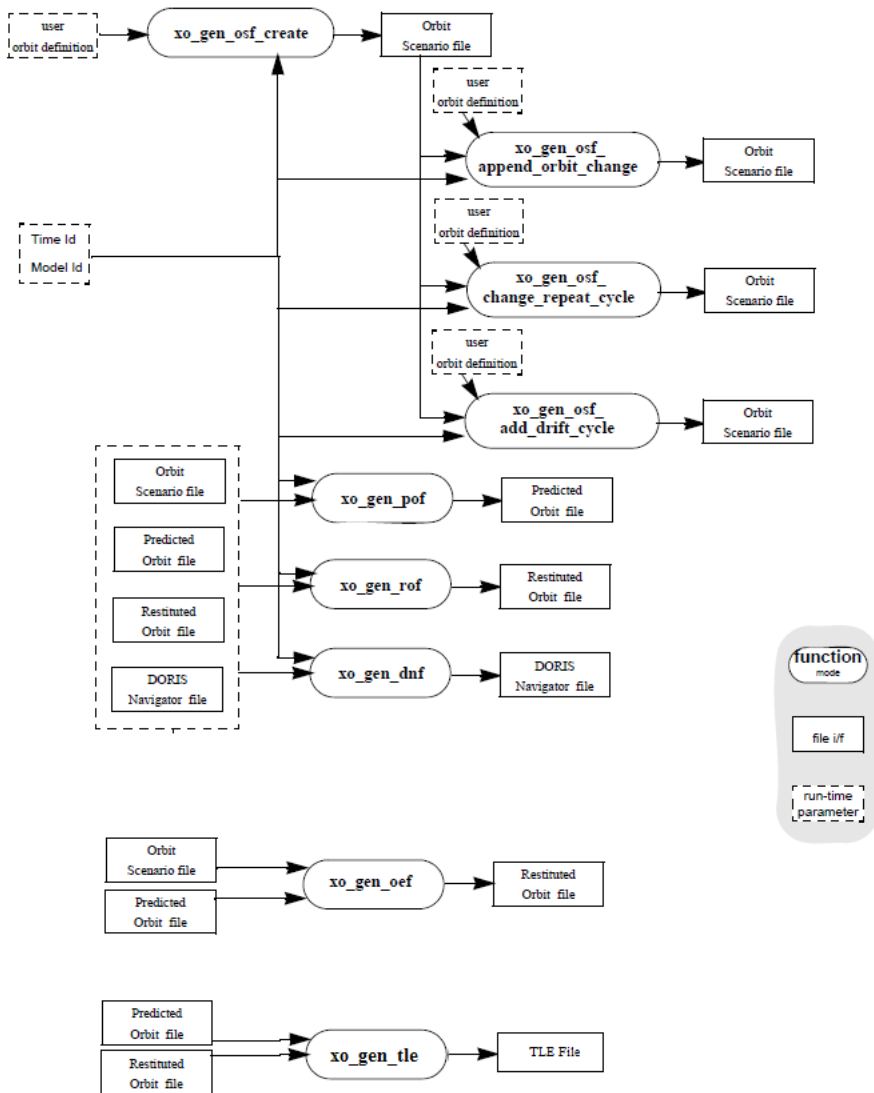 user
orbit definition
xo_gen_osf_create
Orbit
Scenario file
user
orbit definition
xo_gen_osf_
append_orbit_change
Orbit
Scenario file
Time Id
Model Id
user
orbit definition
xo_gen_osf_
change_repeat_cycle
Orbit
Scenario file
user
orbit definition
xo_gen_osf_
add_drift_cycle
Orbit
Scenario file
Orbit
Scenario file
xo_gen_pof
Predicted
Orbit file
Predicted
Orbit file
xo_gen_rof
Restituted
Orbit file
Restituted
Orbit file
DORIS
Navigator file
xo_gen_dnf
DORIS
Navigator file
function
mode
file i/f
run-time
parameter
Orbit
Scenario file
Predicted
Orbit file
xo_gen_oef
Restituted
Orbit file
Predicted
Orbit file
Restituted
Orbit file
xo_gen_tle
TLE File